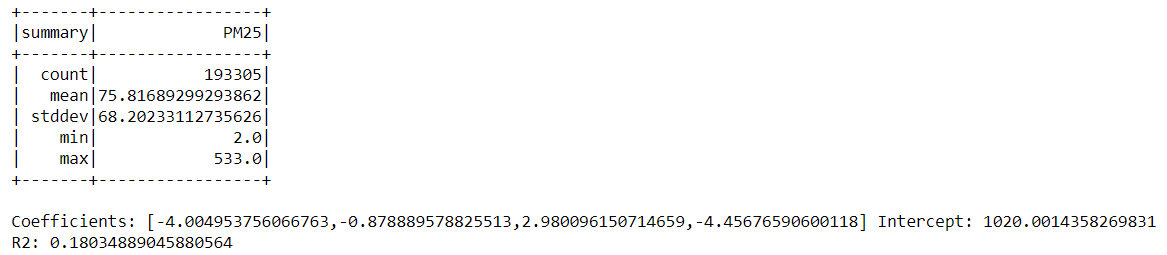 +-------+-----------------+
|summary|             PM25|
+-------+-----------------+
|  count|           193305|
|   mean|75.81689299293862|
| stddev|68.20233112735626|
|    min|              2.0|
|    max|            533.0|
+-------+-----------------+
Coefficients: [-4.004953756066763,-0.878889578825513,2.980096150714659,-4.45676590600118] Intercept: 1020.0014358269831
R2: 0.18034889045880564